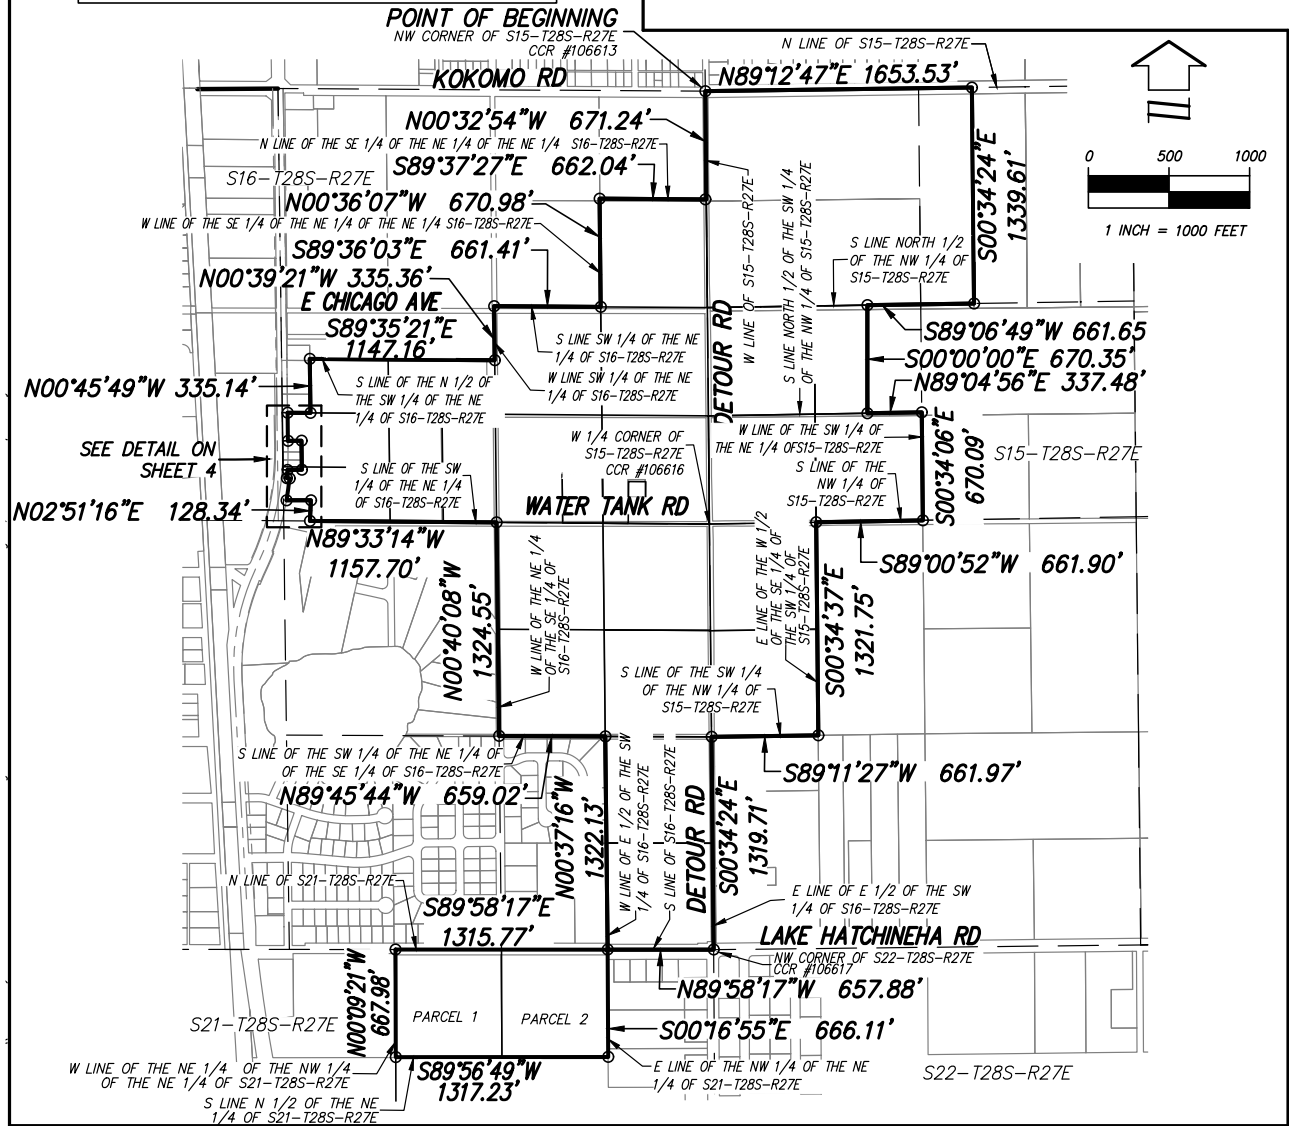 POINT OF BEGINNING
NW CORNER OF S15-T28S-R27E
CCR #106613
KOKOMO RD
N LINE OF S15-T28S-R27E
N89°12'47"E 1653.53'
N00°32'54"W 671.24'
N LINE OF THE SE 1/4 OF THE NE 1/4 OF THE NE 1/4 S16-T28S-R27E
S89°37'27"E 662.04'
S16-T28S-R27E
N00°36'07"W 670.98'
W LINE OF THE SE 1/4 OF THE NE 1/4 OF THE NE 1/4 S16-T28S-R27E
S89°36'03"E 661.41'
N00°39'21"W 335.36'
E CHICAGO AVE
S89°35'21"E
1147.16'
N00°45'49"W 335.14'
SEE DETAIL ON
SHEET 4
N02°51'16"E 128.34'
S LINE OF THE N 1/2 OF
THE SW 1/4 OF THE NE
1/4 OF S16-T28S-R27E
S LINE SW 1/4 OF THE NE
1/4 OF S16-T28S-R27E
W LINE SW 1/4 OF THE NE
1/4 OF S16-T28S-R27E
S LINE OF THE SW
1/4 OF THE NE 1/4
OF S16-T28S-R27E
W 1/4 CORNER OF
S15-T28S-R27E
CCR #106616
WATER TANK RD
DETOUR RD
W LINE OF S15-T28S-R27E
S LINE NORTH 1/2 OF THE SW 1/4
OF THE NW 1/4 OF S15-T28S-R27E
S LINE NORTH 1/2
OF THE NW 1/4 OF
S15-T28S-R27E
S00°34'24"E
1339.61'
0 500 1000
1 INCH = 1000 FEET
S89°06'49"W 661.65
S00°00'00"E 670.35'
N89°04'56"E 337.48'
W LINE OF THE SW 1/4 OF
THE NE 1/4 OFS15-T28S-R27E
S LINE OF THE
NW 1/4 OF
S15-T28S-R27E
S00°34'06"E
670.09'
S15-T28S-R27E
S89°00'52"W 661.90'
N89°33'14"W
1157.70'
N00°40'08"W
1324.55'
W LINE OF THE NE 1/4
OF THE SE 1/4 OF
S16-T28S-R27E
E LINE OF THE W 1/2
OF THE SE 1/4 OF
THE SW 1/4 OF
S15-T28S-R27E
S00°34'37"E
1321.75'
S LINE OF THE SW 1/4
OF THE NW 1/4 OF
S15-T28S-R27E
S89°11'27"W 661.97'
S LINE OF THE SW 1/4 OF THE NE 1/4 OF
OF THE SE 1/4 OF S16-T28S-R27E
N89°45'44"W 659.02'
N00°37'16"W
1322.13'
W LINE OF E 1/2 OF THE SW
1/4 OF S16-T28S-R27E
S LINE OF S16-T28S-R27E
DETOUR RD
S00°34'24"E
1319.71'
N LINE OF S21-T28S-R27E
S89°58'17"E
1315.77'
E LINE OF E 1/2 OF THE SW
1/4 OF S16-T28S-R27E
LAKE HATCHINEHA RD
NW CORNER OF S22-T28S-R27E
CCR #106617
N89°58'17"W 657.88'
N00°09'21"W
667.98'
PARCEL 1
PARCEL 2
S00°16'55"E 666.11'
S21-T28S-R27E
W LINE OF THE NE 1/4 OF THE NW 1/4
OF THE NE 1/4 OF S21-T28S-R27E
S89°56'49"W
1317.23'
E LINE OF THE NW 1/4 OF THE NE
1/4 OF S21-T28S-R27E
S LINE N 1/2 OF THE NE
1/4 OF S21-T28S-R27E
S22-T28S-R27E